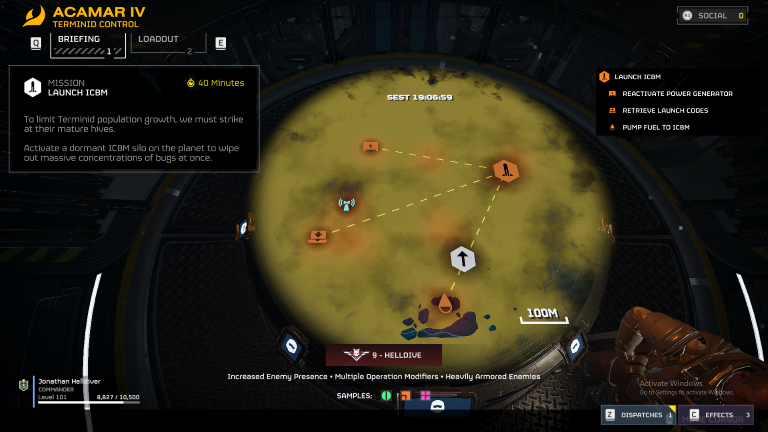 ACAMAR IV
TERMINID CONTROL
SOCIAL 0
Q
BRIEFING
1
LOADOUT
2
E
MISSION
LAUNCH ICBM
40 Minutes
To limit Terminid population growth, we must strike
at their mature hives.
Activate a dormant ICBM silo on the planet to wipe
out massive concentrations of bugs at once.
SEST 19:06:59
LAUNCH ICBM
REACTIVATE POWER GENERATOR
RETRIEVE LAUNCH CODES
PUMP FUEL TO ICBM
100M
9 - HELLDIVE
Increased Enemy Presence • Multiple Operation Modifiers • Heavily Armored Enemies
SAMPLES:
Jonathan Helldiver
COMMANDER
Level 101
8,827 / 10,500
Activate Windows
Go to Settings to activate Windows.
Z DISPATCHES 1
C EFFECTS 3